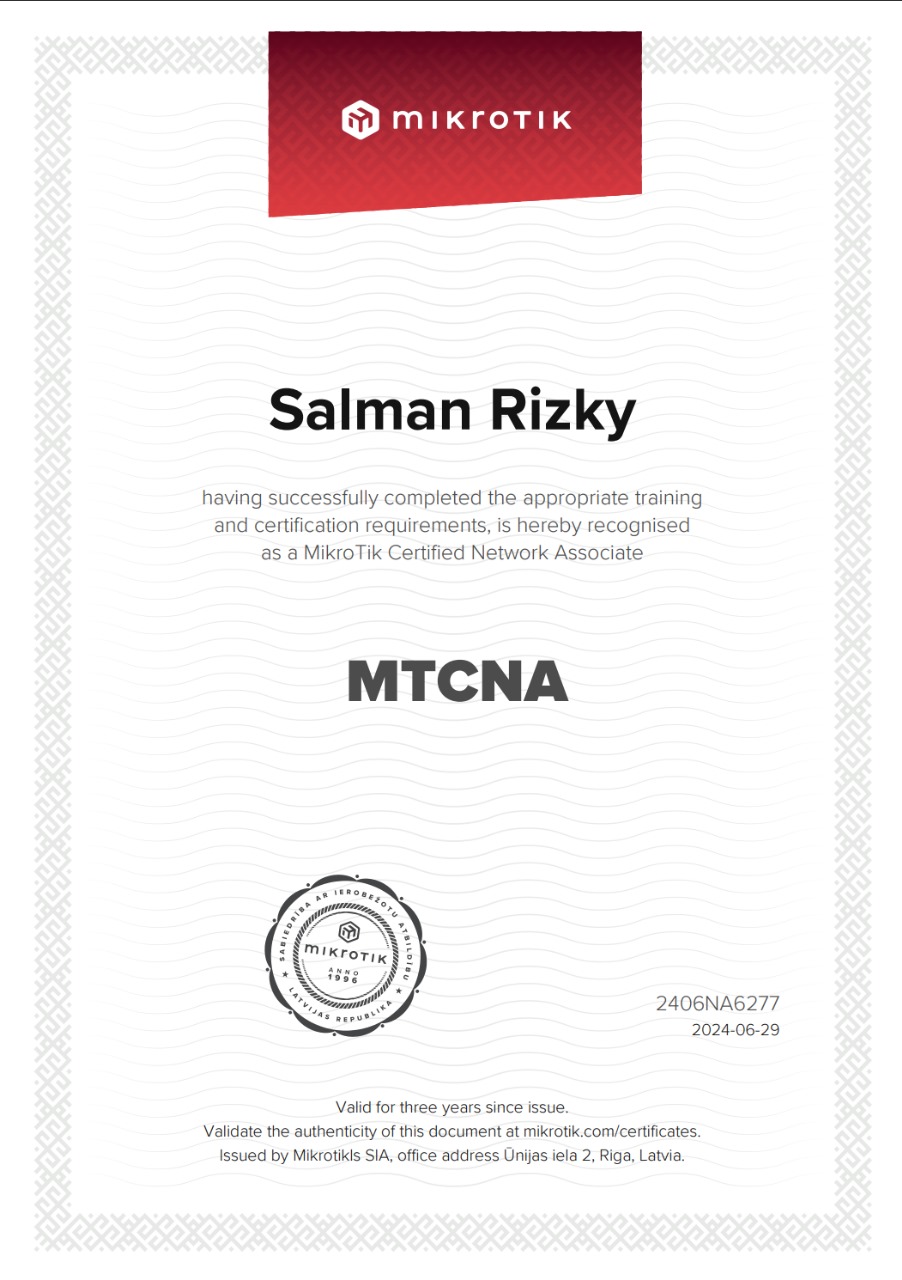 mikrotik
Salman Rizky
having successfully completed the appropriate training
and certification requirements, is hereby recognised
as a MikroTik Certified Network Associate
MTCNA
SABIEDRĪBA AR IEROBEŽOTU ATBILDĪBU
mikrotik
ANNO
1996
★ LATVIJAS REPUBLIKA ★
2406NA6277
2024-06-29
Valid for three years since issue.
Validate the authenticity of this document at mikrotik.com/certificates.
Issued by Mikrotikls SIA, office address Ūnijas iela 2, Riga, Latvia.